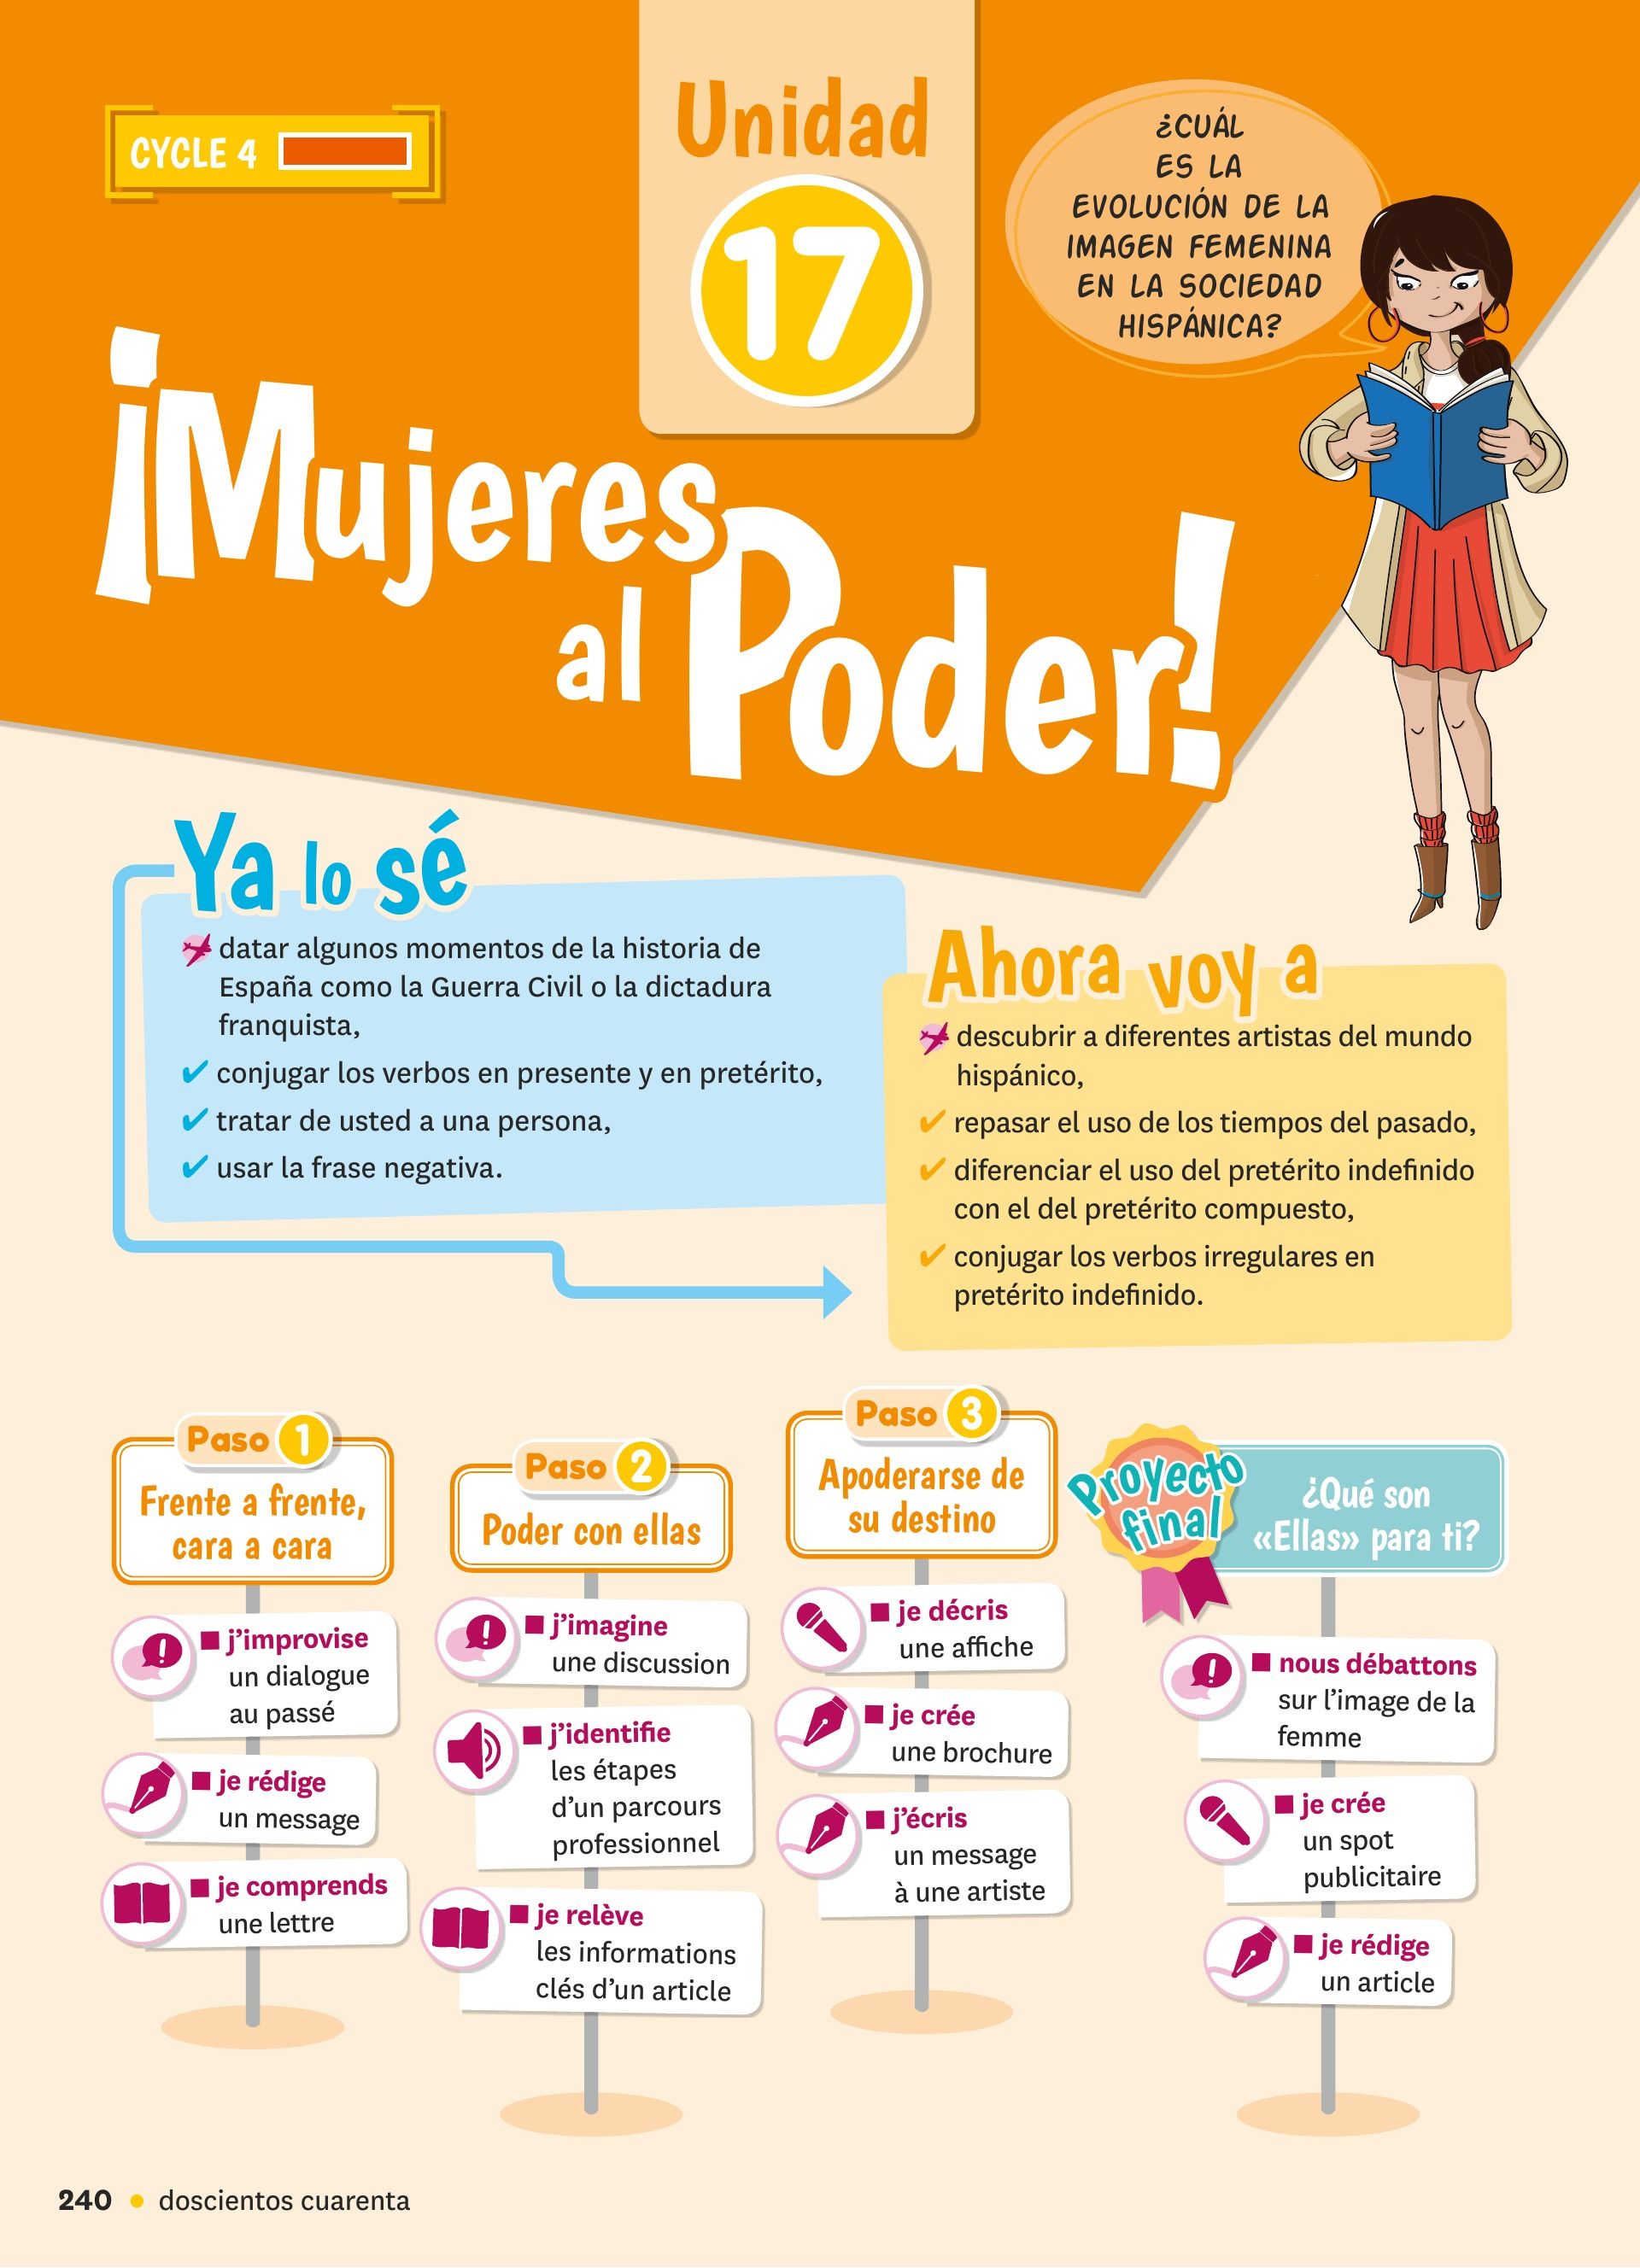 CYCLE 4
Unidad
17
¿CUÁL
ES LA
EVOLUCIÓN DE LA
IMAGEN FEMENINA
EN LA SOCIEDAD
HISPÁNICA?
¡Mujeres
al Poder!
Ya lo sé
datar algunos momentos de la historia de
España como la Guerra Civil o la dictadura
franquista,
✔ conjugar los verbos en presente y en pretérito,
✔ tratar de usted a una persona,
✔ usar la frase negativa.
Ahora voy a
descubrir a diferentes artistas del mundo
hispánico,
✔ repasar el uso de los tiempos del pasado,
✔ diferenciar el uso del pretérito indefinido
con el del pretérito compuesto,
✔ conjugar los verbos irregulares en
pretérito indefinido.
Paso 1
Frente a frente,
cara a cara
■ j'improvise
un dialogue
au passé
■ je rédige
un message
■ je comprends
une lettre
Paso 2
Poder con ellas
■ j'imagine
une discussion
■ j'identifie
les étapes
d'un parcours
professionnel
■ je relève
les informations
clés d'un article
Paso 3
Apoderarse de
su destino
■ je décris
une affiche
■ je crée
une brochure
■ j'écris
un message
à une artiste
Proyecto
final
¿Qué son
«Ellas» para ti?
■ nous débattons
sur l'image de la
femme
■ je crée
un spot
publicitaire
■ je rédige
un article
240 • doscientos cuarenta